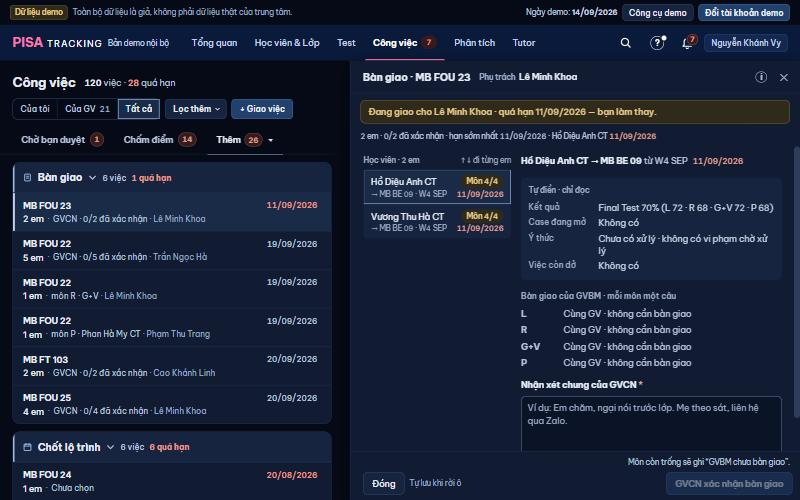 Dữ liệu demo Toàn bộ dữ liệu là giả, không phải dữ liệu thật của trung tâm.
Ngày demo: 14/09/2026 Công cụ demo Đổi tài khoản demo
PISA TRACKING Bản demo nội bộ Tổng quan Học viên & Lớp Test Công việc 7 Phân tích Tutor
7 Nguyễn Khánh Vy
Công việc 120 việc · 28 quá hạn
Của tôi Của GV 21 Tất cả Lọc thêm + Giao việc
Chờ bạn duyệt 1 Chấm điểm 14 Thêm 26
Bàn giao 6 việc 1 quá hạn
MB FOU 23 11/09/2026
2 em · GVCN · 0/2 đã xác nhận · Lê Minh Khoa
MB FOU 22 19/09/2026
5 em · GVCN · 0/5 đã xác nhận · Trần Ngọc Hà
MB FOU 22 19/09/2026
1 em · môn R · G+V · Lê Minh Khoa
MB FOU 22 19/09/2026
1 em · môn P · Phan Hà My CT · Phạm Thu Trang
MB FT 103 20/09/2026
2 em · GVCN · 0/2 đã xác nhận · Cao Khánh Linh
MB FOU 25 20/09/2026
4 em · GVCN · 0/4 đã xác nhận · Lê Minh Khoa
Chốt lộ trình 6 việc 6 quá hạn
MB FOU 24 20/08/2026
1 em · Chưa chọn
Bàn giao · MB FOU 23 Phụ trách Lê Minh Khoa
Đang giao cho Lê Minh Khoa · quá hạn 11/09/2026 — bạn làm thay.
2 em · 0/2 đã xác nhận · hạn sớm nhất 11/09/2026 · Hồ Diệu Anh CT 11/09/2026
Học viên · 2 em ↑↓ đi từng em
Hồ Diệu Anh CT Môn 4/4
→ MB BE 09 · W4 SEP 11/09/2026
Vương Thu Hà CT Môn 4/4
→ MB BE 09 · W4 SEP 11/09/2026
Hồ Diệu Anh CT → MB BE 09 từ W4 SEP 11/09/2026
Tự điền · chỉ đọc
Kết quả Final Test 70% (L 72 · R 68 · G+V 72 · P 68)
Case đang mở Không có
Ý thức Chưa có xử lý · không có vi phạm chờ xử lý
Việc còn dở Không có
Bàn giao của GVBM · mỗi môn một câu
L Cùng GV · không cần bàn giao
R Cùng GV · không cần bàn giao
G+V Cùng GV · không cần bàn giao
P Cùng GV · không cần bàn giao
Nhận xét chung của GVCN *
Ví dụ: Em chăm, ngại nói trước lớp. Mẹ theo sát, liên hệ
qua Zalo.
Môn còn trống sẽ ghi “GVBM chưa bàn giao”.
Đóng Tự lưu khi rời ô GVCN xác nhận bàn giao